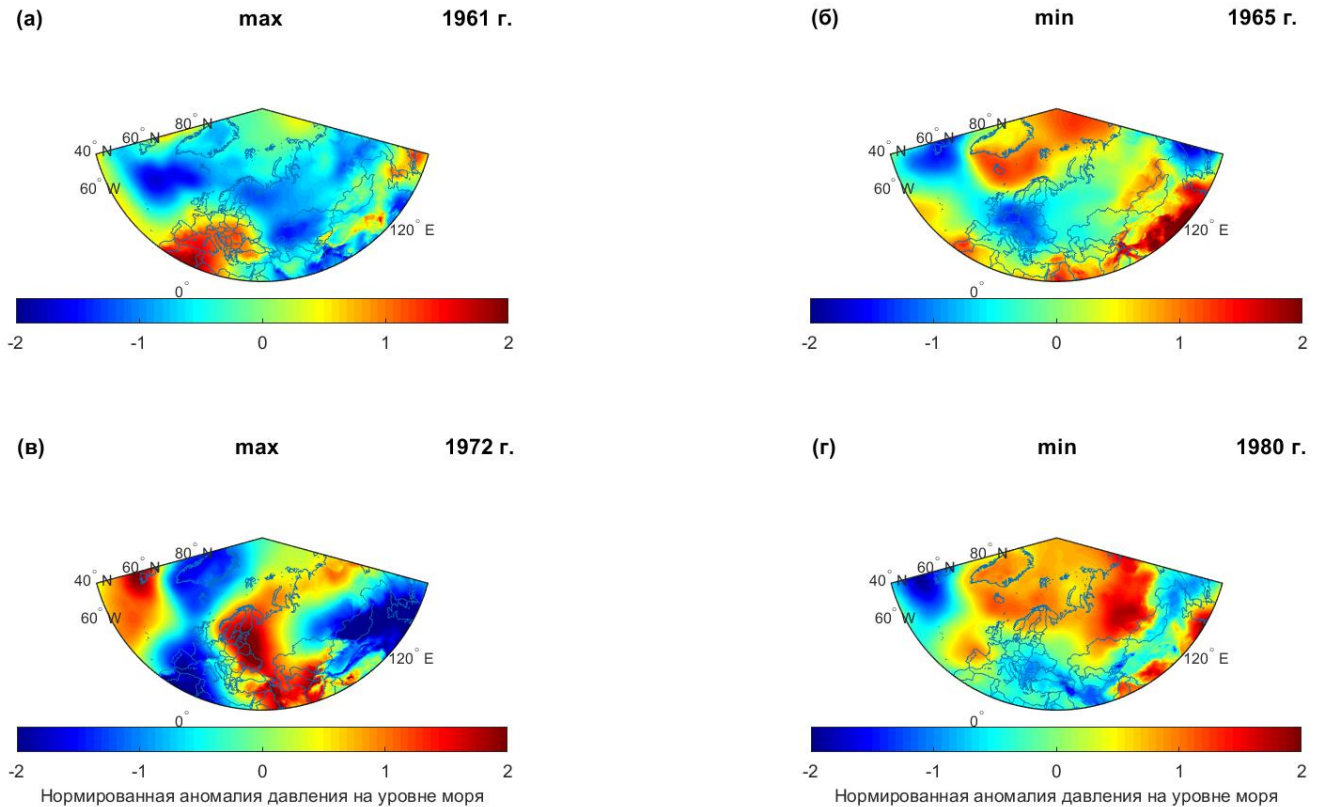 (а) max 1961 г.
(б) min 1965 г.
40° N 60° N 80° N
60° W
120° E
0°
-2 -1 0 1 2
40° N 60° N 80° N
60° W
120° E
0°
-2 -1 0 1 2
(в) max 1972 г.
(г) min 1980 г.
40° N 60° N 80° N
60° W
120° E
0°
-2 -1 0 1 2
Нормированная аномалия давления на уровне моря
40° N 60° N 80° N
60° W
120° E
0°
-2 -1 0 1 2
Нормированная аномалия давления на уровне моря